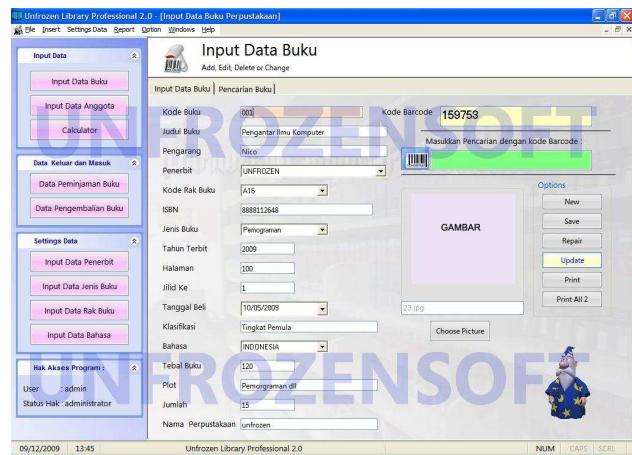 Unfrozen Library Professional 2.0 - [Input Data Buku Perpustakaan]
File Insert Settings Data Report Option Windows Help
Input Data
Input Data Buku
Input Data Anggota
Calculator
Data Keluar dan Masuk
Data Peminjaman Buku
Data Pengembalian Buku
Settings Data
Input Data Penerbit
Input Data Jenis Buku
Input Data Rak Buku
Input Data Bahasa
Hak Akses Program :
User : admin
Status Hak : administrator
Input Data Buku
Add, Edit, Delete or Change
Input Data Buku Pencarian Buku
Kode Buku 001
Judul Buku Pengantar Ilmu Komputer
Pengarang Nico
Penerbit UNFROZEN
Kode Rak Buku A16
ISBN 8888112648
Jenis Buku Pemograman
Tahun Terbit 2009
Halaman 100
Jilid Ke 1
Tanggal Beli 10/05/2009
Klasifikasi Tingkat Pemula
Bahasa INDONESIA
Tebal Buku 120
Plot Pemorgraman dll
Jumlah 15
Nama Perpustakaan unfrozen
Kode Barcode 159753
Masukkan Pencarian dengan kode Barcode :
GAMBAR
23.jpg
Choose Picture
Options
New
Save
Repair
Update
Print
Print All 2
UNFROZENSOFT
UNFROZENSOFT
09/12/2009 13:45 Unfrozen Library Professional 2.0 NUM CAPS SCRL